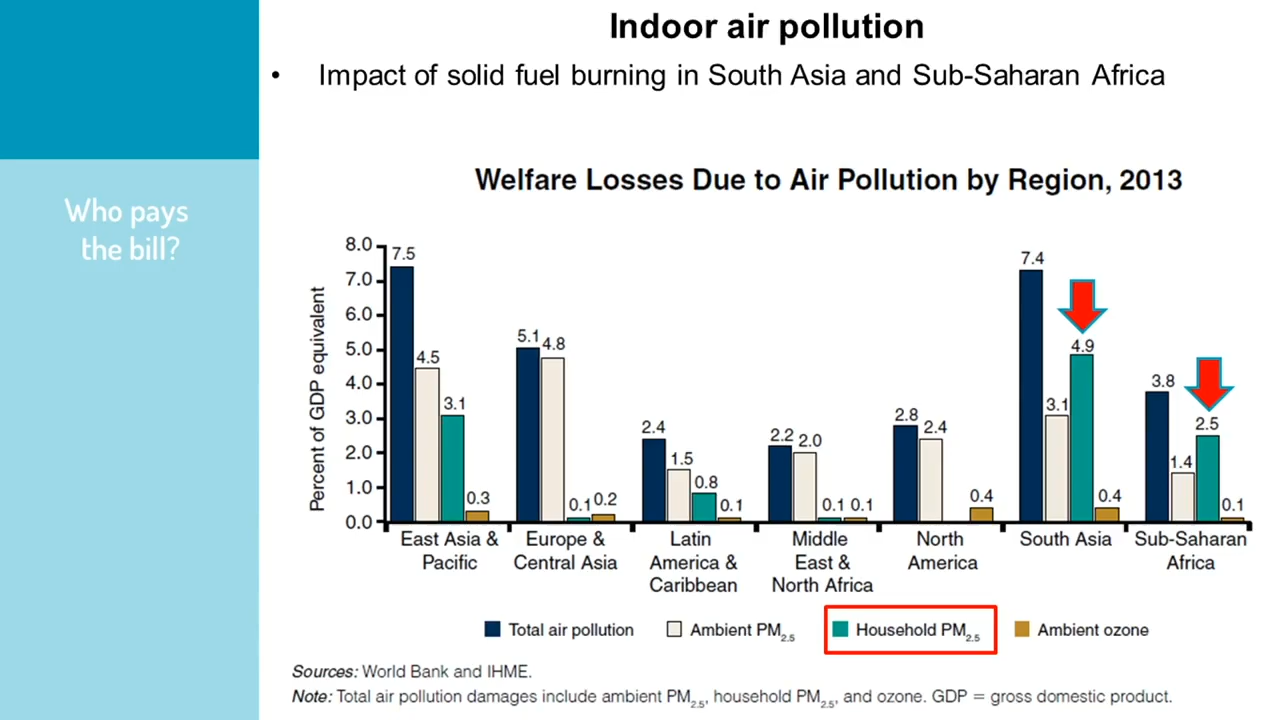 Indoor air pollution
• Impact of solid fuel burning in South Asia and Sub-Saharan Africa
Who pays
the bill?
Welfare Losses Due to Air Pollution by Region, 2013
Percent of GDP equivalent
8.0
7.0
6.0
5.0
4.0
3.0
2.0
1.0
0.0
7.5
4.5
3.1
0.3
5.1
4.8
0.1
0.2
2.4
1.5
0.8
0.1
2.2
2.0
0.1
0.1
2.8
2.4
0.4
7.4
3.1
4.9
0.4
3.8
1.4
2.5
0.1
East Asia &
Pacific
Europe &
Central Asia
Latin
America &
Caribbean
Middle
East &
North Africa
North
America
South Asia
Sub-Saharan
Africa
Total air pollution
Ambient PM2.5
Household PM2.5
Ambient ozone
Sources: World Bank and IHME.
Note: Total air pollution damages include ambient PM2.5, household PM2.5, and ozone. GDP = gross domestic product.